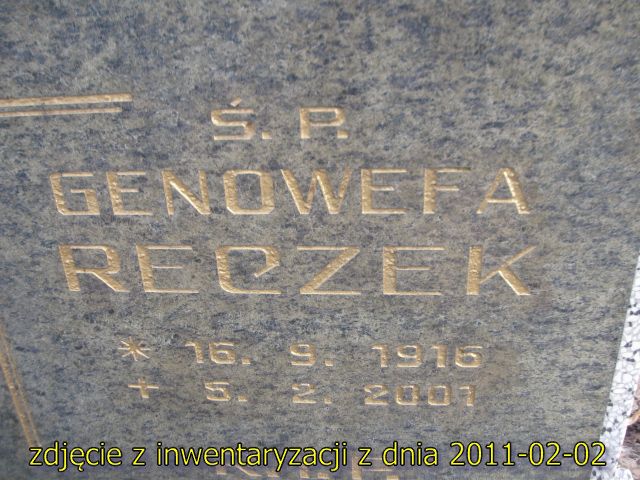 Ś. P.
GENOWEFA
RECZEK
* 16. 9. 1916
+ 5. 2. 2001
zdjęcie z inwentaryzacji z dnia 2011-02-02